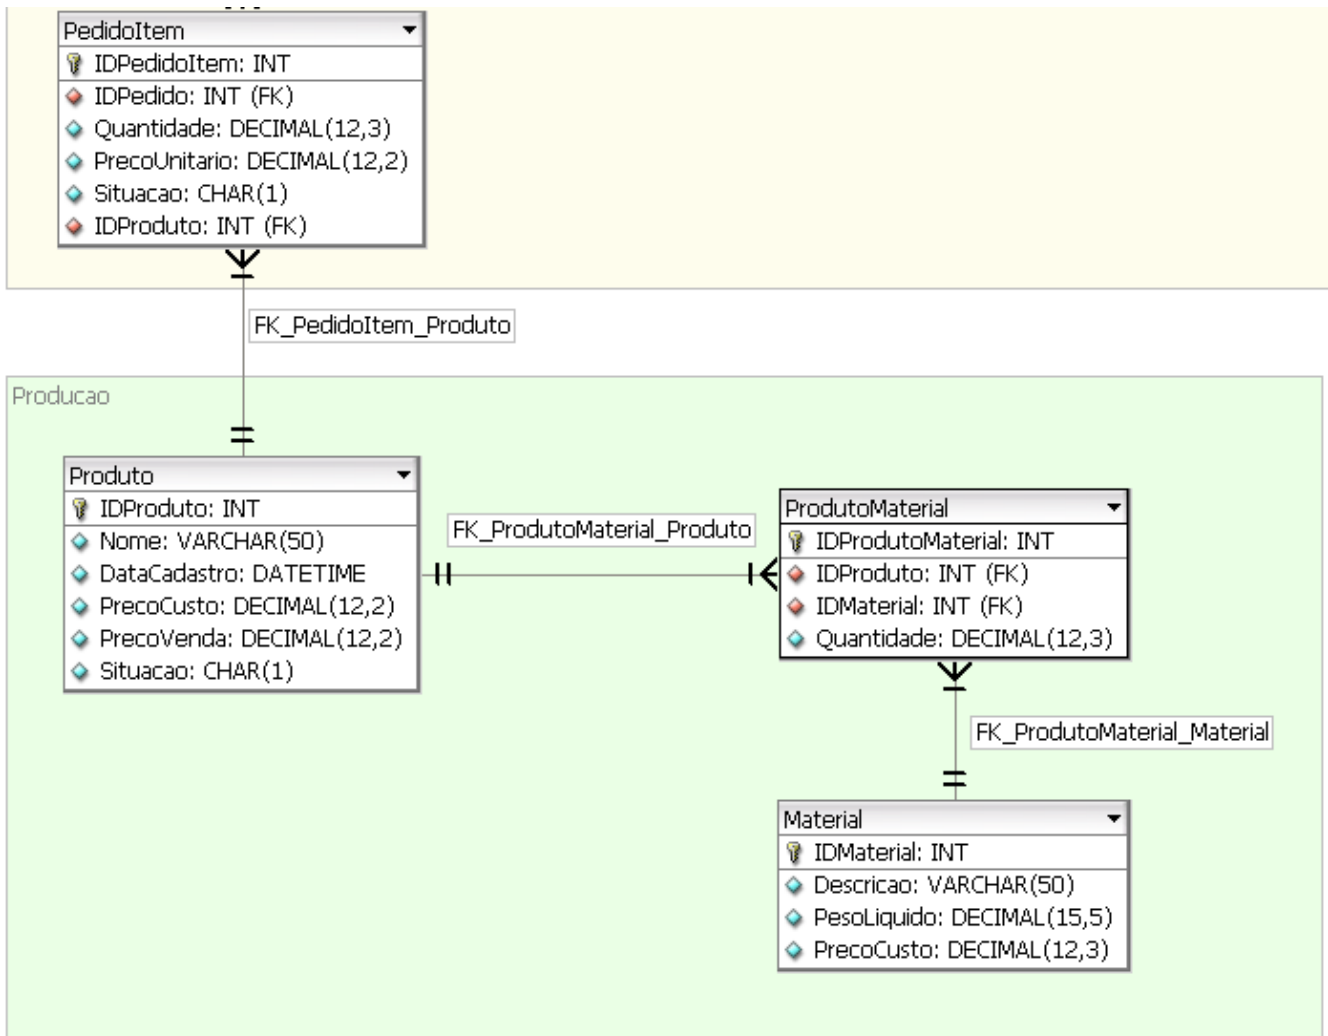 PedidoItem
IDPedidoItem: INT
IDPedido: INT (FK)
Quantidade: DECIMAL(12,3)
PrecoUnitario: DECIMAL(12,2)
Situacao: CHAR(1)
IDProduto: INT (FK)
FK_PedidoItem_Produto
Producao
Produto
IDProduto: INT
Nome: VARCHAR(50)
DataCadastro: DATETIME
PrecoCusto: DECIMAL(12,2)
PrecoVenda: DECIMAL(12,2)
Situacao: CHAR(1)
FK_ProdutoMaterial_Produto
ProdutoMaterial
IDProdutoMaterial: INT
IDProduto: INT (FK)
IDMaterial: INT (FK)
Quantidade: DECIMAL(12,3)
FK_ProdutoMaterial_Material
Material
IDMaterial: INT
Descricao: VARCHAR(50)
PesoLiquido: DECIMAL(15,5)
PrecoCusto: DECIMAL(12,3)